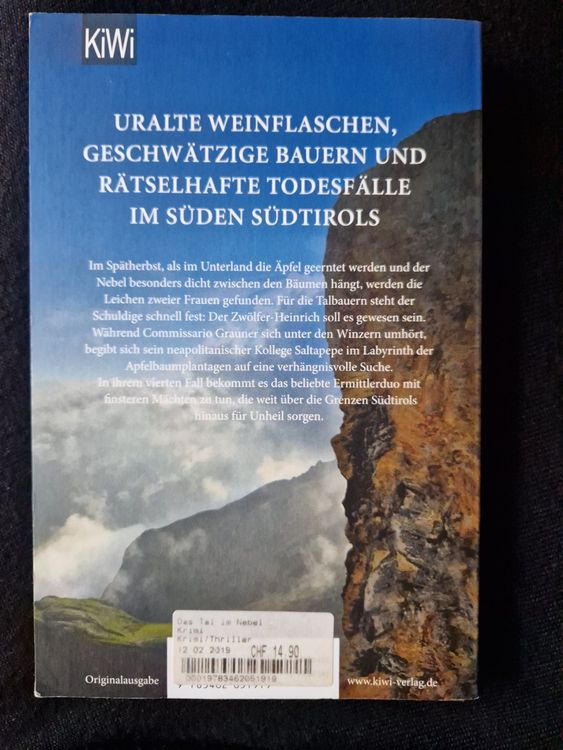 KiWi
URALTE WEINFLASCHEN,
GESCHWÄTZIGE BAUERN UND
RÄTSELHAFTE TODESFÄLLE
IM SÜDEN SÜDTIROLS
Im Spätherbst, als im Unterland die Äpfel geerntet werden und der
Nebel besonders dicht zwischen den Bäumen hängt, werden die
Leichen zweier Frauen gefunden. Für die Talbauern steht der
Schuldige schnell fest: Der Zwölfer-Heinrich soll es gewesen sein.
Während Commissario Grauner sich unter den Winzern umhört,
begibt sich sein neapolitanischer Kollege Saltapepe im Labyrinth der
Apfelbaumplantagen auf eine verhängnisvolle Suche.
In ihrem vierten Fall bekommt es das beliebte Ermittlerduo mit
finsteren Mächten zu tun, die weit über die Grenzen Südtirols
hinaus für Unheil sorgen.
Das Tal im Nebel
Krimi
Krimi/Thriller
12 02 2019 CHF 14.90
00019783462051919
Originalausgabe
www.kiwi-verlag.de